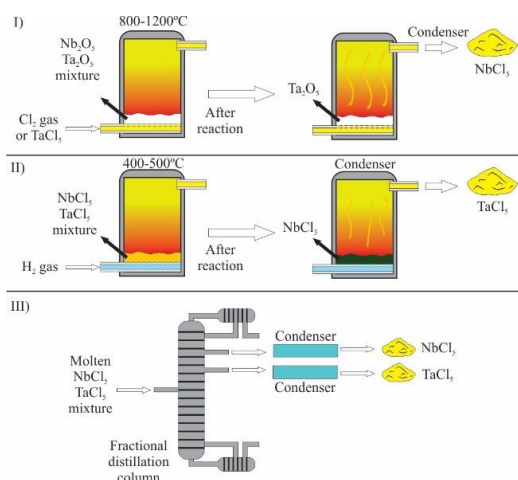 I)
800-1200ºC
Nb₂O₅
Ta₂O₅
mixture
Cl₂ gas
or TaCl₅
After
reaction
Ta₂O₅
Condenser
NbCl₅
II)
400-500ºC
NbCl₅
TaCl₅
mixture
H₂ gas
After
reaction
Condenser
NbCl₃
TaCl₅
III)
Molten
NbCl₅
TaCl₅
mixture
Fractional
distillation
column
Condenser
NbCl₅
Condenser
TaCl₅